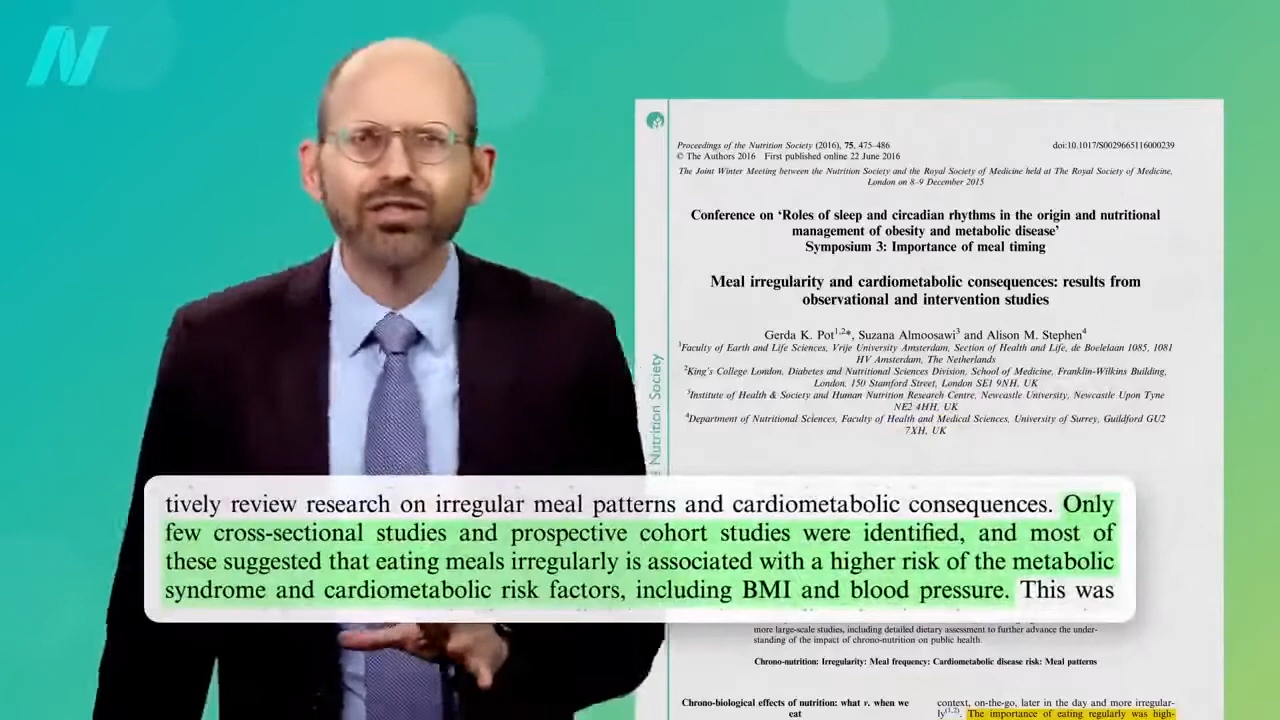 N
Proceedings of the Nutrition Society (2016), 75, 475–486
doi:10.1017/S0029665116000239
© The Authors 2016 First published online 22 June 2016
The Joint Winter Meeting between the Nutrition Society and the Royal Society of Medicine held at The Royal Society of Medicine,
London on 8–9 December 2015
Conference on ‘Roles of sleep and circadian rhythms in the origin and nutritional
management of obesity and metabolic disease’
Symposium 3: Importance of meal timing
Meal irregularity and cardiometabolic consequences: results from
observational and intervention studies
Gerda K. Pot1,2*, Suzana Almoosawi3 and Alison M. Stephen4
1Faculty of Earth and Life Sciences, Vrije University Amsterdam, Section of Health and Life, de Boelelaan 1085, 1081
HV Amsterdam, The Netherlands
2King's College London, Diabetes and Nutritional Sciences Division, School of Medicine, Franklin-Wilkins Building,
London, 150 Stamford Street, London SE1 9NH, UK
3Institute of Health & Society and Human Nutrition Research Centre, Newcastle University, Newcastle Upon Tyne
NE2 4HH, UK
4Department of Nutritional Sciences, Faculty of Health and Medical Sciences, University of Surrey, Guildford GU2
7XH, UK
Nutrition Society
tively review research on irregular meal patterns and cardiometabolic consequences. Only
few cross-sectional studies and prospective cohort studies were identified, and most of
these suggested that eating meals irregularly is associated with a higher risk of the metabolic
syndrome and cardiometabolic risk factors, including BMI and blood pressure. This was
more large-scale studies, including detailed dietary assessment to further advance the under-
standing of the impact of chrono-nutrition on public health.
Chrono-nutrition: Irregularity: Meal frequency: Cardiometabolic disease risk: Meal patterns
Chrono-biological effects of nutrition: what v. when we
eat
context, on-the-go, later in the day and more irregular-
ly(1,2). The importance of eating regularly was high-